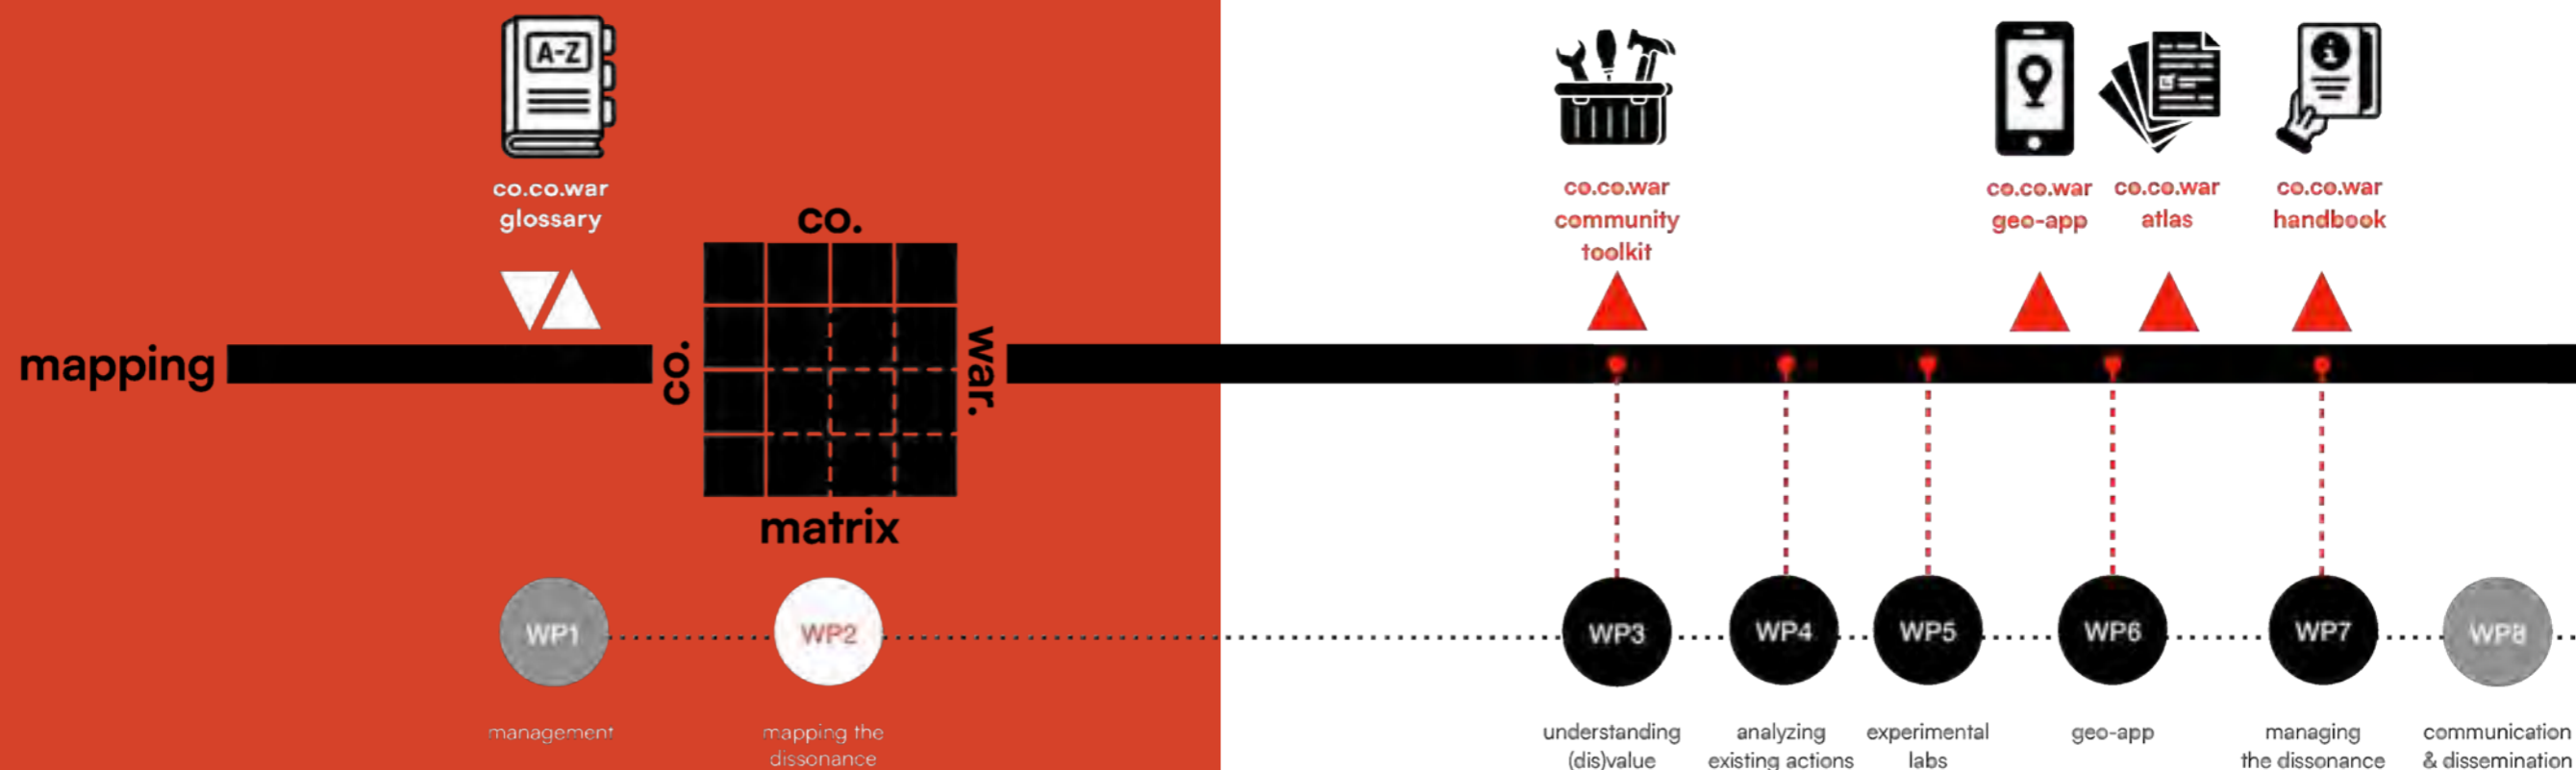 A-Z
co.co.war
glossary
co.co.war
community
toolkit
co.co.war
geo-app
co.co.war
atlas
co.co.war
handbook
mapping
co.
co.
war.
matrix
WP1
WP2
WP3
WP4
WP5
WP6
WP7
WP8
management
mapping the
dissonance
understanding
(dis)value
analyzing
existing actions
experimental
labs
geo-app
managing
the dissonance
communication
& dissemination